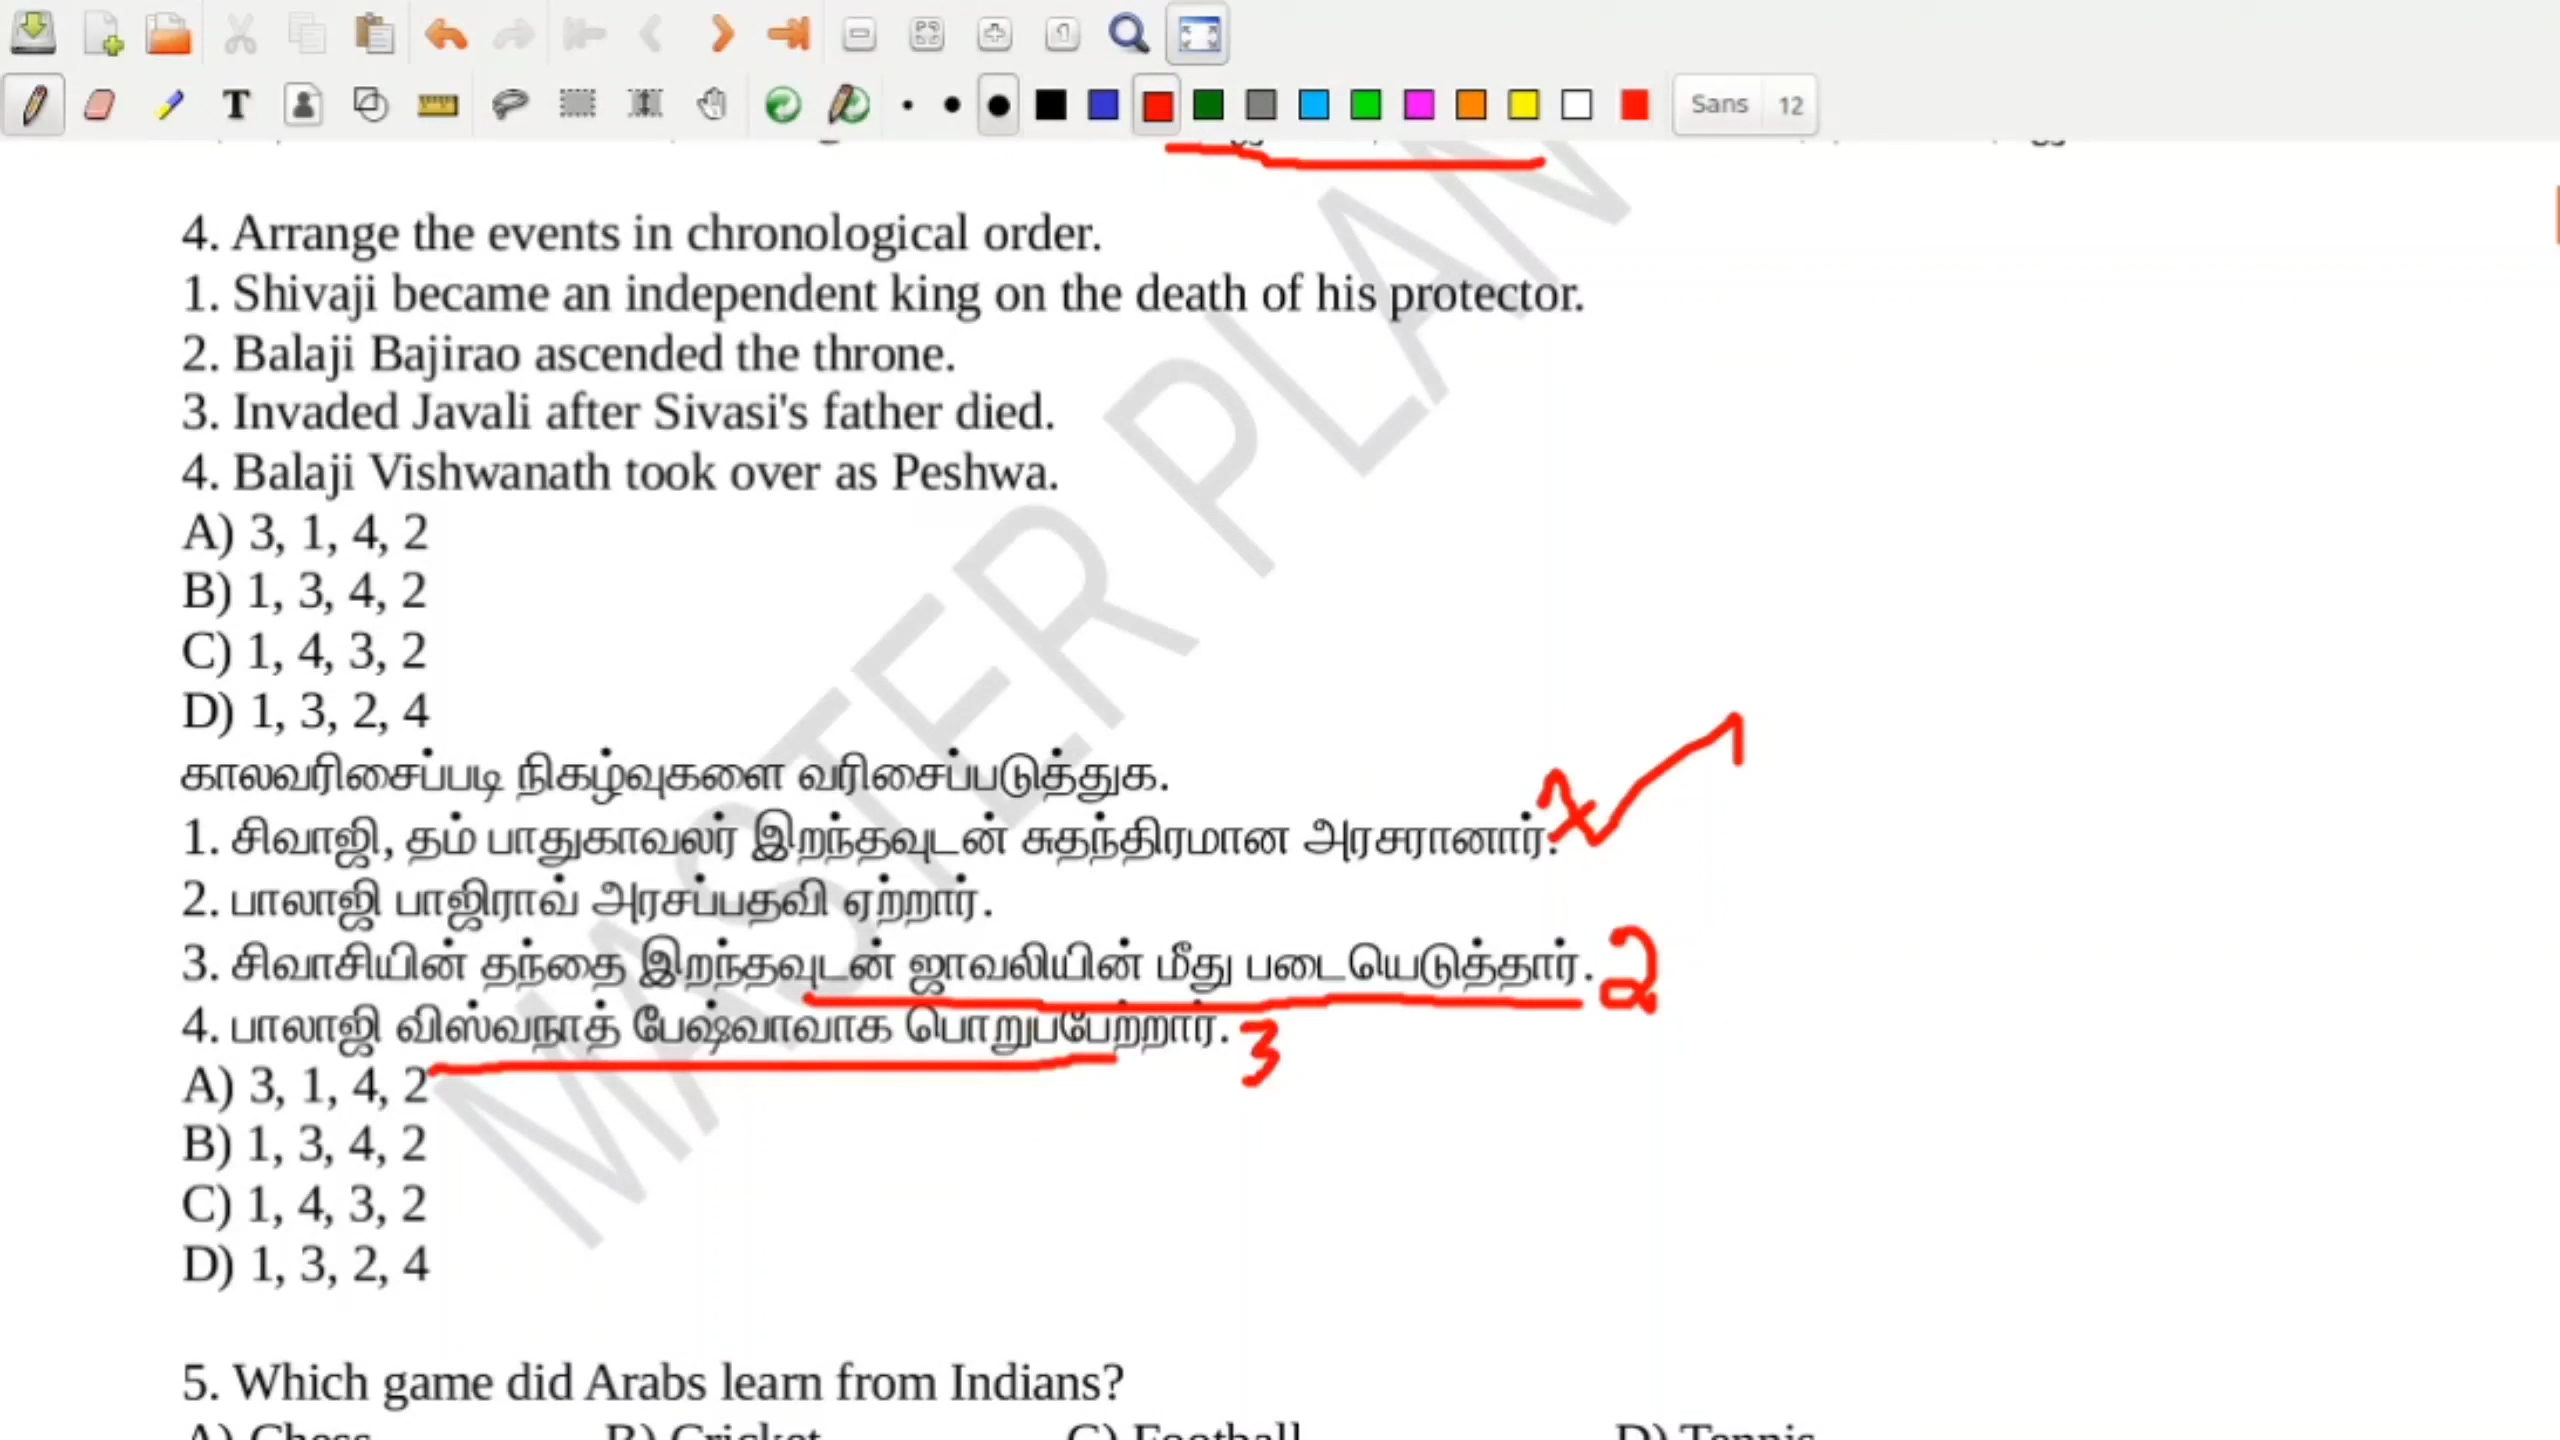 Sans 12
4. Arrange the events in chronological order.
1. Shivaji became an independent king on the death of his protector.
2. Balaji Bajirao ascended the throne.
3. Invaded Javali after Sivasi's father died.
4. Balaji Vishwanath took over as Peshwa.
A) 3, 1, 4, 2
B) 1, 3, 4, 2
C) 1, 4, 3, 2
D) 1, 3, 2, 4
காலவரிசைப்படி நிகழ்வுகளை வரிசைப்படுத்துக.
1. சிவாஜி, தம் பாதுகாவலர் இறந்தவுடன் சுதந்திரமான அரசரானார்.
2. பாலாஜி பாஜிராவ் அரசப்பதவி ஏற்றார்.
3. சிவாசியின் தந்தை இறந்தவுடன் ஜாவலியின் மீது படையெடுத்தார். 2
4. பாலாஜி விஸ்வநாத் பேஷ்வாவாக பொறுப்பேற்றார். 3
A) 3, 1, 4, 2
B) 1, 3, 4, 2
C) 1, 4, 3, 2
D) 1, 3, 2, 4
MASTER PLAN
5. Which game did Arabs learn from Indians?
A) Chess B) Cricket C) Football D) Tennis